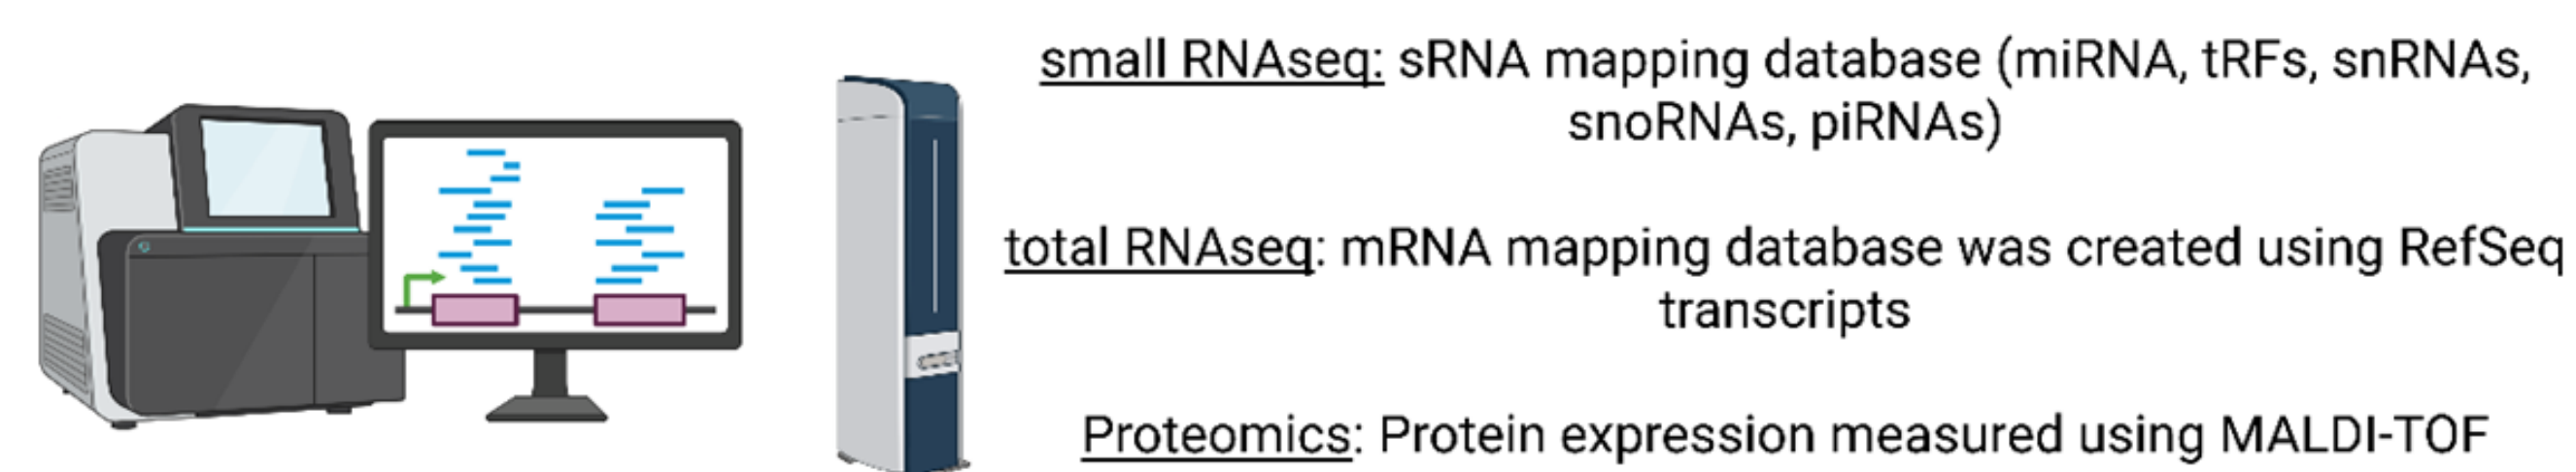 small RNAseq: sRNA mapping database (miRNA, tRFs, snRNAs,
snoRNAs, piRNAs)
total RNAseq: mRNA mapping database was created using RefSeq
transcripts
Proteomics: Protein expression measured using MALDI-TOF